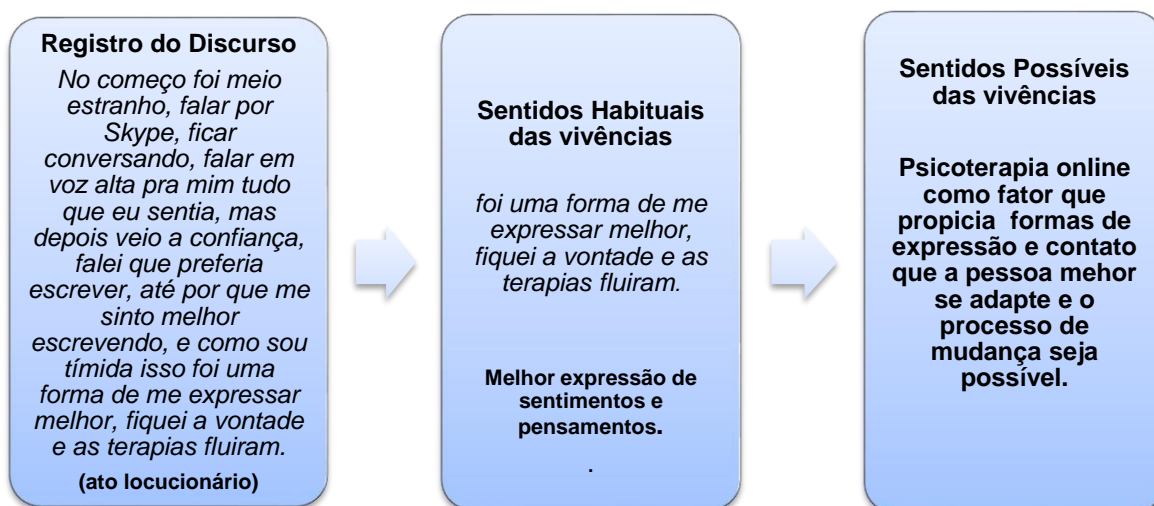 Registro do Discurso
No começo foi meio
estranho, falar por
Skype, ficar
conversando, falar em
voz alta pra mim tudo
que eu sentia, mas
depois veio a confiança,
falei que preferia
escrever, até por que me
sinto melhor
escrevendo, e como sou
tímida isso foi uma
forma de me expressar
melhor, fiquei a vontade
e as terapias fluiram.
(ato locucionário)
Sentidos Habituais
das vivências
foi uma forma de me
expressar melhor,
fiquei a vontade e as
terapias fluiram.
Melhor expressão de
sentimentos e
pensamentos.
.
Sentidos Possíveis
das vivências
Psicoterapia online
como fator que
propicia formas de
expressão e contato
que a pessoa mehor
se adapte e o
processo de
mudança seja
possível.